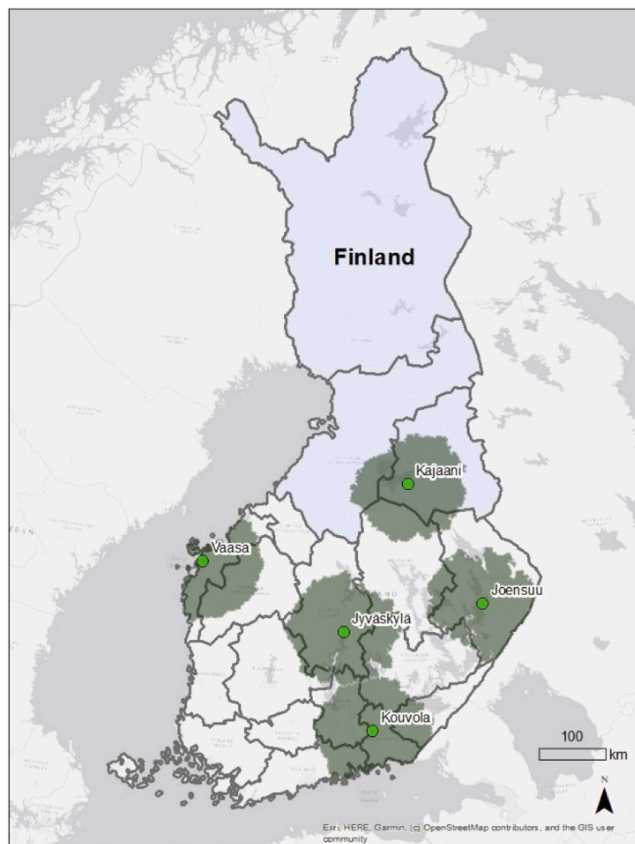 Finland
Kajaani
Vaasa
Joensuu
Jyväskylä
Kouvola
100
km
N
Esri, HERE, Garmin, (c) OpenStreetMap contributors, and the GIS user
community